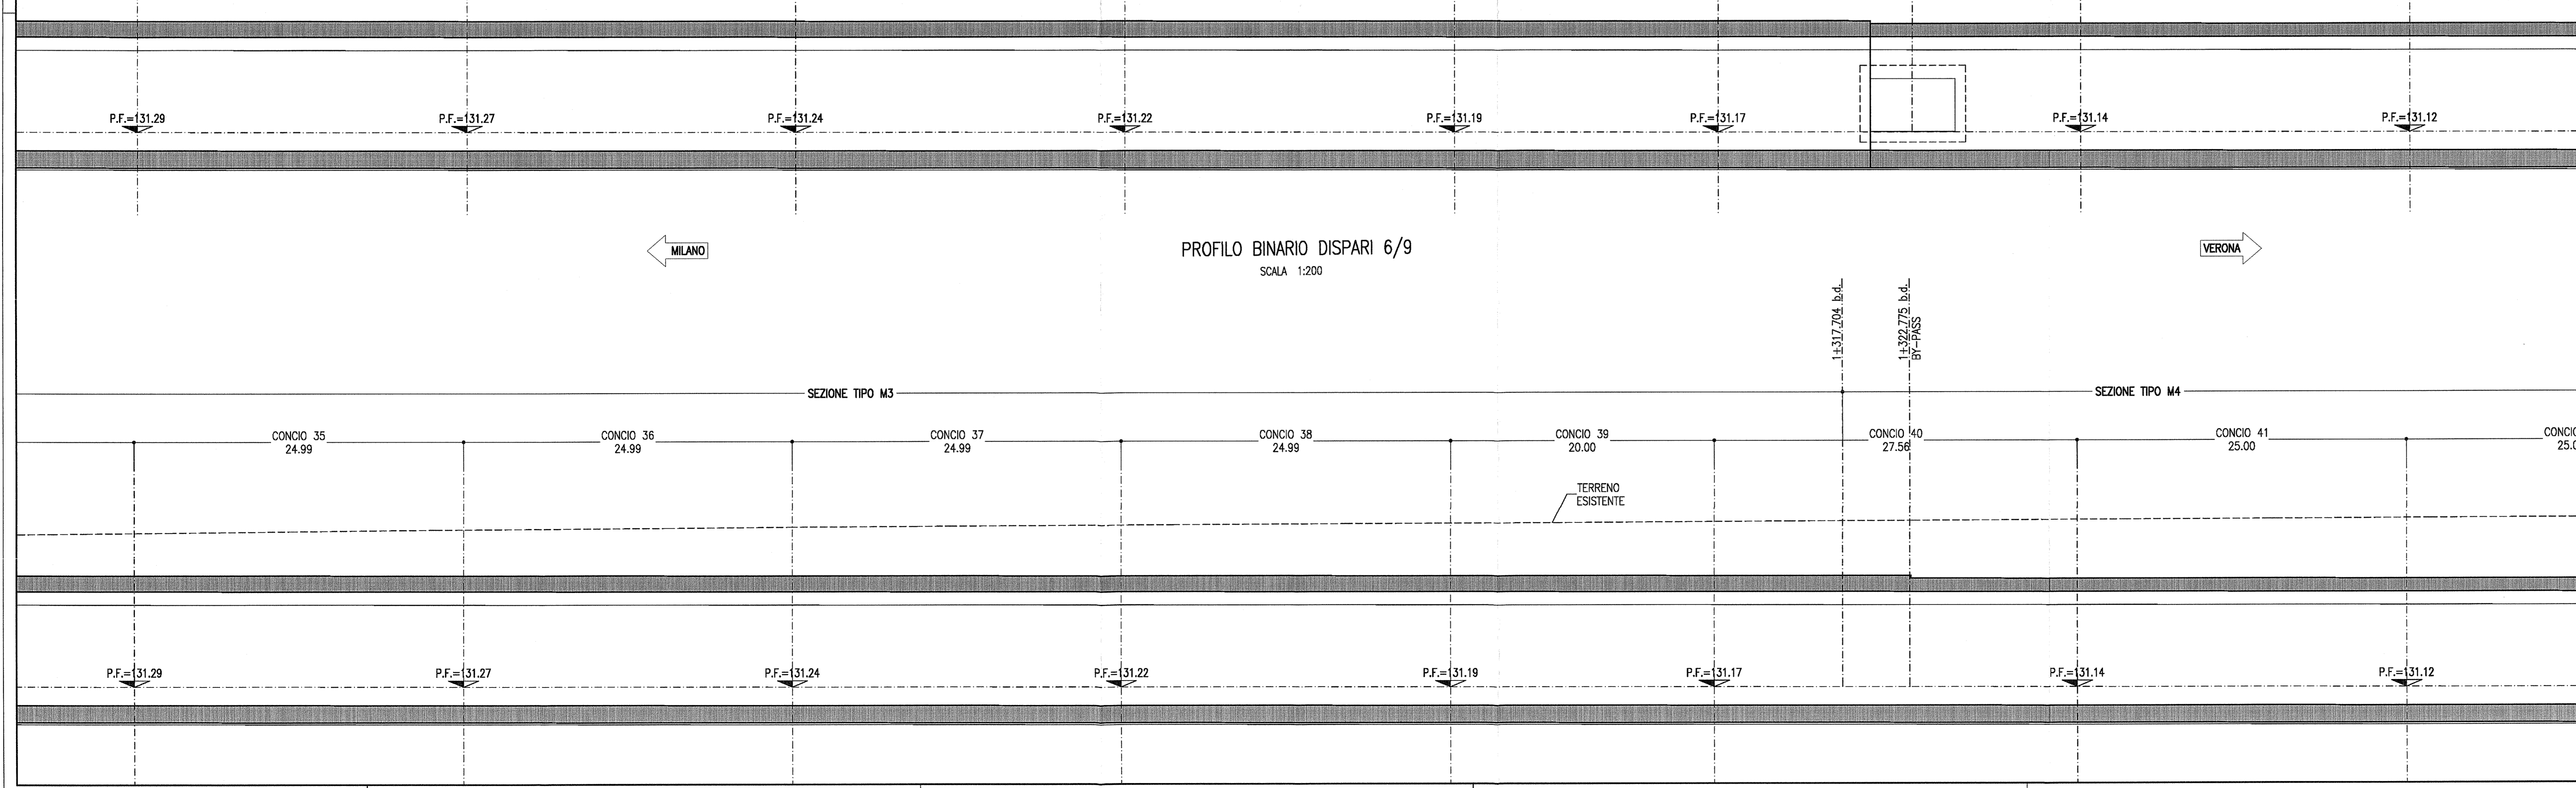 P.F.=131.29
P.F.=131.27
P.F.=131.24
P.F.=131.22
P.F.=131.19
P.F.=131.17
P.F.=131.14
P.F.=131.12
MILANO
PROFILO BINARIO DISPARI 6/9
SCALA 1:200
VERONA
1+317.704 b.d.
1+322.775 b.d.
BY-PASS
SEZIONE TIPO M3
SEZIONE TIPO M4
CONCIO 35
24.99
CONCIO 36
24.99
CONCIO 37
24.99
CONCIO 38
24.99
CONCIO 39
20.00
CONCIO 40
27.56
CONCIO 41
25.00
TERRENO
ESISTENTE
P.F.=131.29
P.F.=131.27
P.F.=131.24
P.F.=131.22
P.F.=131.19
P.F.=131.17
P.F.=131.14
P.F.=131.12